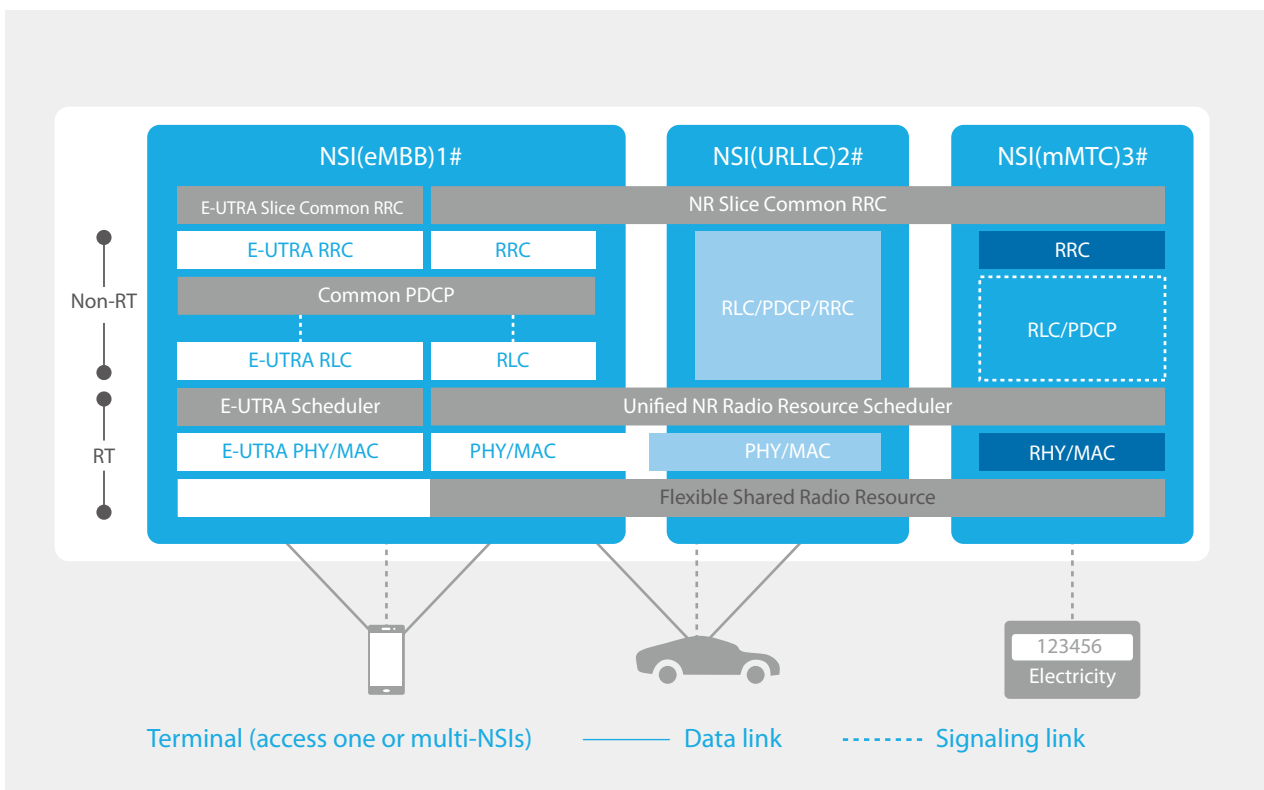 NSI(eMBB)1#
NSI(URLLC)2#
NSI(mMTC)3#
E-UTRA Slice Common RRC
NR Slice Common RRC
E-UTRA RRC
RRC
RRC
Non-RT
Common PDCP
RLC/PDCP/RRC
RLC/PDCP
E-UTRA RLC
RLC
E-UTRA Scheduler
Unified NR Radio Resource Scheduler
RT
E-UTRA PHY/MAC
PHY/MAC
PHY/MAC
RHY/MAC
Flexible Shared Radio Resource
123456
Electricity
Terminal (access one or multi-NSIs)
Data link
Signaling link